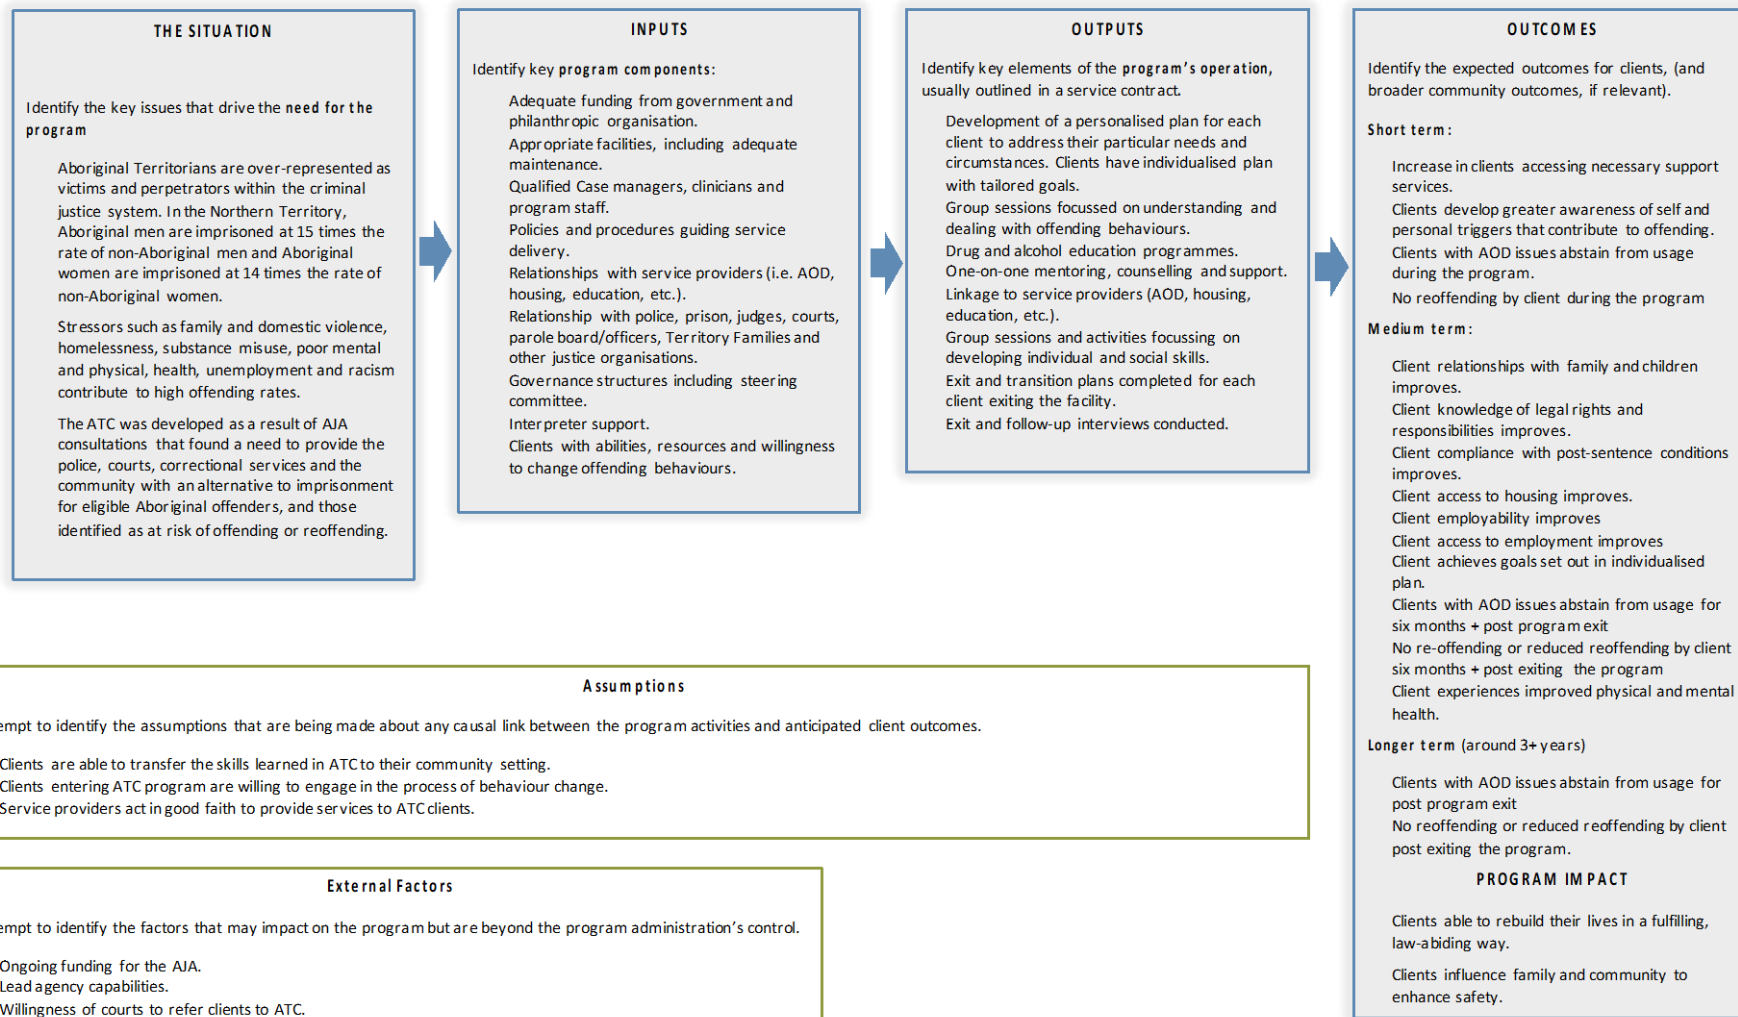 THE SITUATION
Identify the key issues that drive the need for the
program
Aboriginal Territorians are over-represented as
victims and perpetrators within the criminal
justice system. In the Northern Territory,
Aboriginal men are imprisoned at 15 times the
rate of non-Aboriginal men and Aboriginal
women are imprisoned at 14 times the rate of
non-Aboriginal women.
Stressors such as family and domestic violence,
homelessness, substance misuse, poor mental
and physical, health, unemployment and racism
contribute to high offending rates.
The ATC was developed as a result of AJA
consultations that found a need to provide the
police, courts, correctional services and the
community with an alternative to imprisonment
for eligible Aboriginal offenders, and those
identified as at risk of offending or reoffending.
INPUTS
Identify key program components:
Adequate funding from government and
philanthropic organisation.
Appropriate facilities, including adequate
maintenance.
Qualified Case managers, clinicians and
program staff.
Policies and procedures guiding service
delivery.
Relationships with service providers (i.e. AOD,
housing, education, etc.).
Relationship with police, prison, judges, courts,
parole board/officers, Territory Families and
other justice organisations.
Governance structures including steering
committee.
Interpreter support.
Clients with abilities, resources and willingness
to change offending behaviours.
OUTPUTS
Identify key elements of the program's operation,
usually outlined in a service contract.
Development of a personalised plan for each
client to address their particular needs and
circumstances. Clients have individualised plan
with tailored goals.
Group sessions focussed on understanding and
dealing with offending behaviours.
Drug and alcohol education programmes.
One-on-one mentoring, counselling and support.
Linkage to service providers (AOD, housing,
education, etc.).
Group sessions and activities focussing on
developing individual and social skills.
Exit and transition plans completed for each
client exiting the facility.
Exit and follow-up interviews conducted.
OUTCOMES
Identify the expected outcomes for clients, (and
broader community outcomes, if relevant).
Short term:
Increase in clients accessing necessary support
services.
Clients develop greater awareness of self and
personal triggers that contribute to offending.
Clients with AOD issues abstain from usage
during the program.
No reoffending by client during the program
Medium term:
Client relationships with family and children
improves.
Client knowledge of legal rights and
responsibilities improves.
Client compliance with post-sentence conditions
improves.
Client access to housing improves.
Client employability improves
Client access to employment improves
Client achieves goals set out in individualised
plan.
Clients with AOD issues abstain from usage for
six months + post program exit
No re-offending or reduced reoffending by client
six months + post exiting the program
Client experiences improved physical and mental
health.
Longer term (around 3+ years)
Clients with AOD issues abstain from usage for
post program exit
No reoffending or reduced reoffending by client
post exiting the program.
PROGRAM IMPACT
Clients able to rebuild their lives in a fulfilling,
law-abiding way.
Clients influence family and community to
enhance safety.
Assumptions
empt to identify the assumptions that are being made about any causal link between the program activities and anticipated client outcomes.
Clients are able to transfer the skills learned in ATC to their community setting.
Clients entering ATC program are willing to engage in the process of behaviour change.
Service providers act in good faith to provide services to ATC clients.
External Factors
empt to identify the factors that may impact on the program but are beyond the program administration's control.
Ongoing funding for the AJA.
Lead agency capabilities.
Willingness of courts to refer clients to ATC.